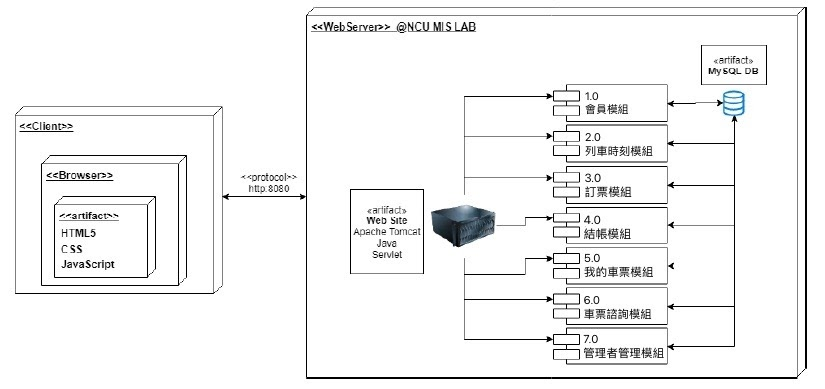 <<WebServer>> @NCU MIS LAB
«artifact»
MySQL DB
1.0
會員模組
<<Client>>
2.0
列車時刻模組
<<Browser>>
<<protocol>>
http:8080
3.0
訂票模組
<<artifact>>
HTML5
CSS
JavaScript
«artifact»
Web Site
Apache Tomcat
Java
Servlet
4.0
結帳模組
5.0
我的車票模組
6.0
車票諮詢模組
7.0
管理者管理模組